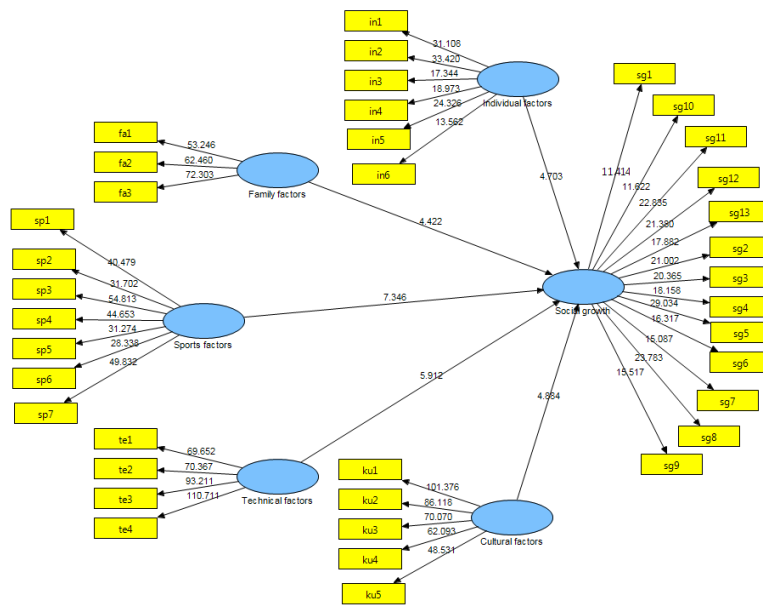 in1
in2
in3
in4
in5
in6
31.108
33.420
17.344
18.973
24.326
13.562
Individual factors
4.703
fa1
fa2
fa3
53.246
62.460
72.303
Family factors
4.422
sp1
sp2
sp3
sp4
sp5
sp6
sp7
40.479
31.702
54.813
44.653
31.274
28.338
49.832
Sports factors
7.346
te1
te2
te3
te4
69.652
70.367
93.211
110.711
Technical factors
5.912
ku1
ku2
ku3
ku4
ku5
101.376
86.118
70.070
62.093
48.531
Cultural factors
4.884
Social growth
sg1
sg10
sg11
sg12
sg13
sg2
sg3
sg4
sg5
sg6
sg7
sg8
sg9
11.414
11.622
22.835
21.380
17.882
21.002
20.365
18.158
29.034
16.317
15.087
23.783
15.517